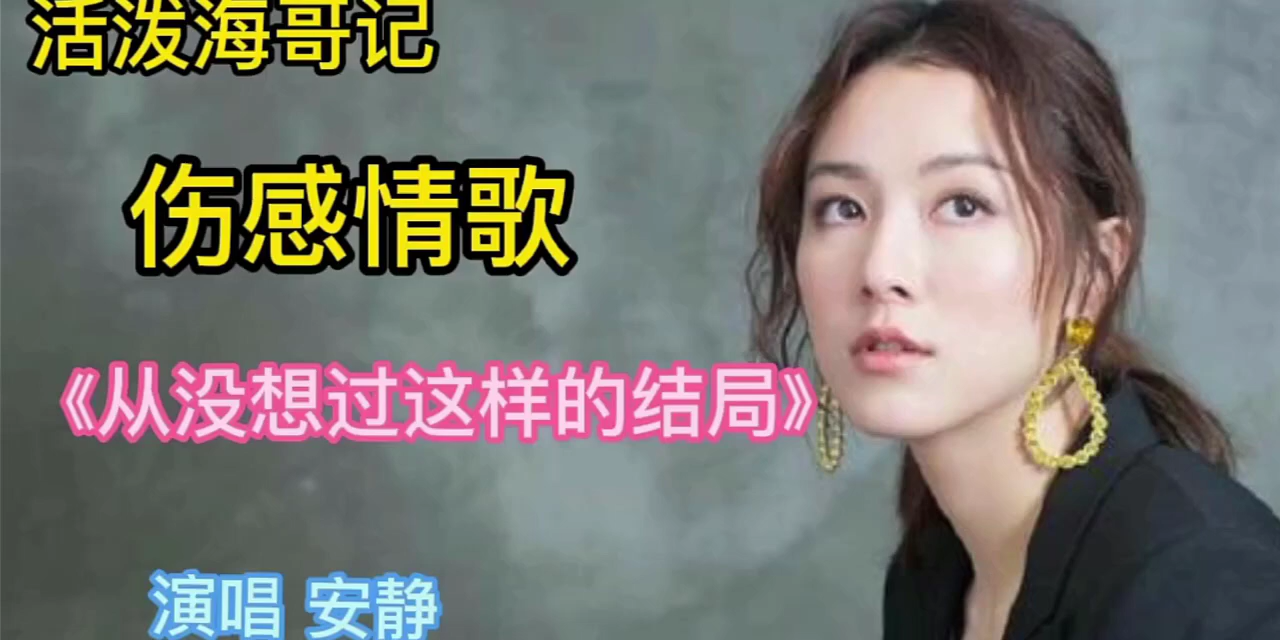 活泼海哥记
伤感情歌
《从没想过这样的结局》
演唱 安静